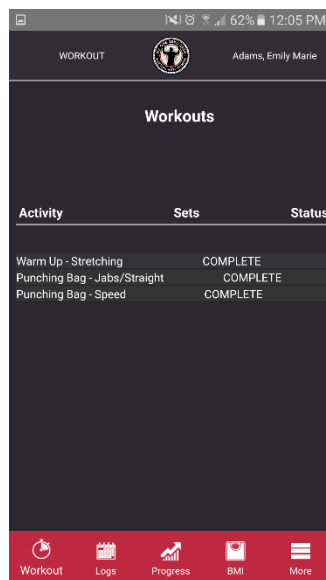 62% 12:05 PM
WORKOUT Adams, Emily Marie
Workouts
Activity Sets Status
Warm Up - Stretching COMPLETE
Punching Bag - Jabs/Straight COMPLETE
Punching Bag - Speed COMPLETE
Workout Logs Progress BMI More